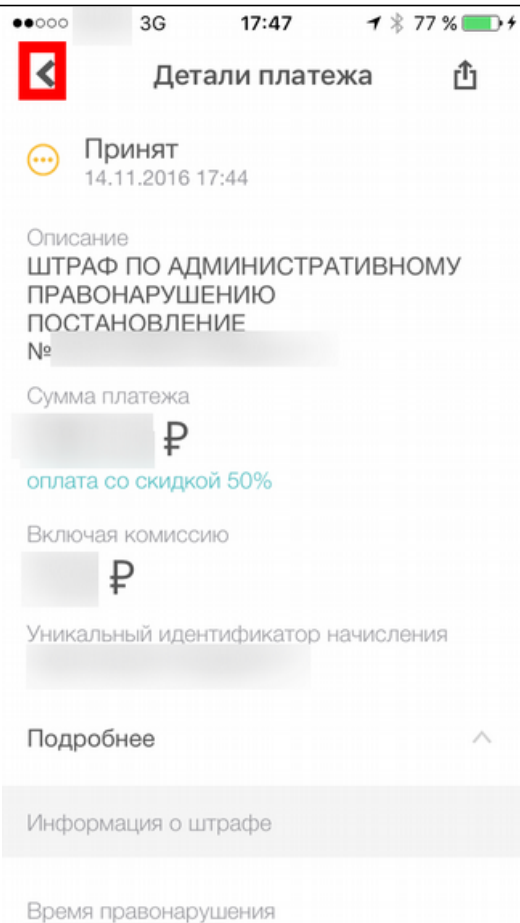 3G 17:47 77 %
Детали платежа
Принят
14.11.2016 17:44
Описание
ШТРАФ ПО АДМИНИСТРАТИВНОМУ
ПРАВОНАРУШЕНИЮ
ПОСТАНОВЛЕНИЕ
№
Сумма платежа
₽
оплата со скидкой 50%
Включая комиссию
₽
Уникальный идентификатор начисления
Подробнее
Информация о штрафе
Время правонарушения